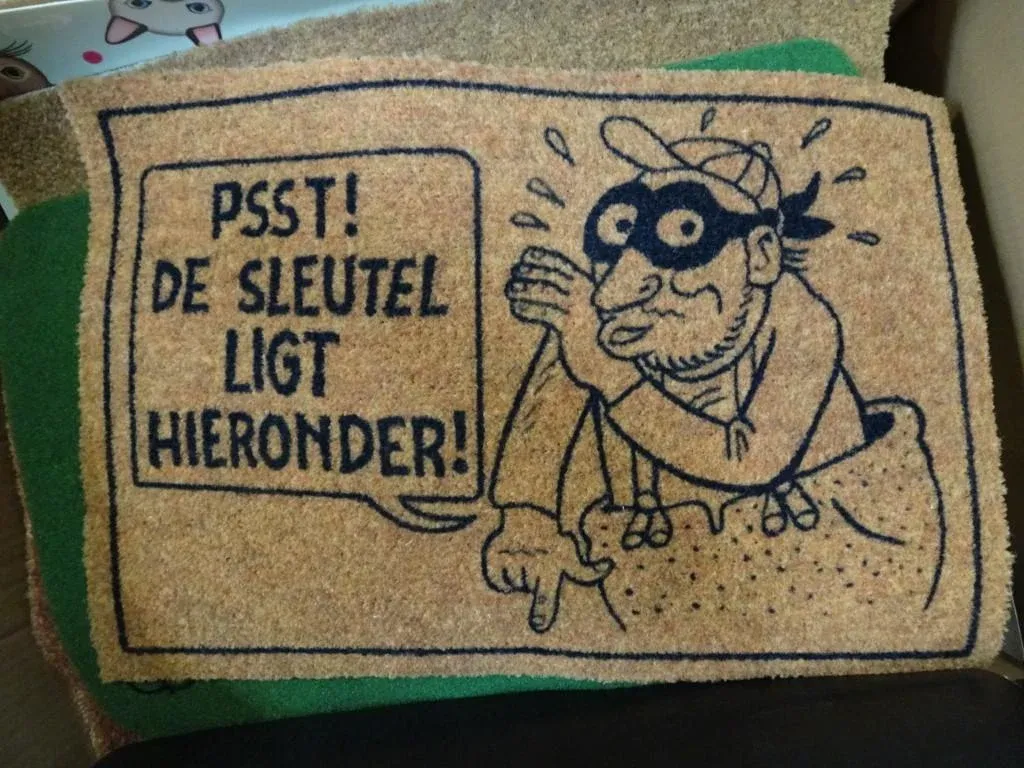 PSST!
DE SLEUTEL
LIGT
HIERONDER!